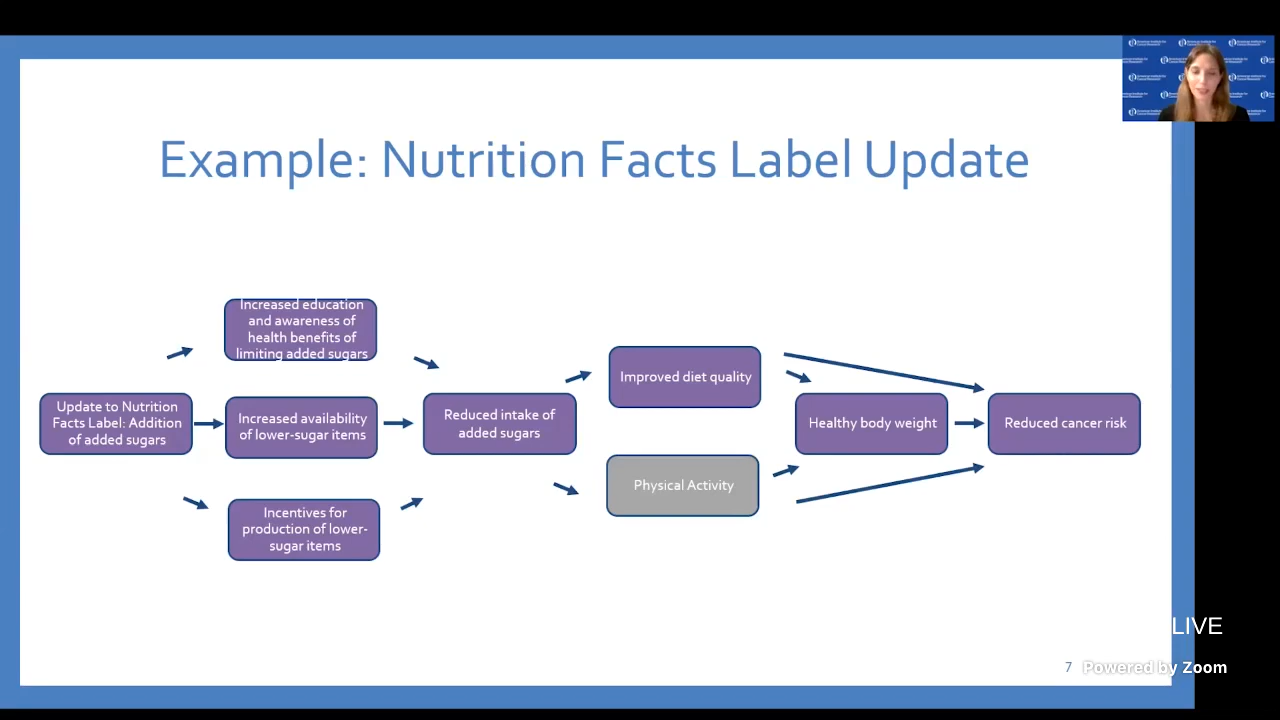 Example: Nutrition Facts Label Update
Increased education
and awareness of
health benefits of
limiting added sugars
Update to Nutrition
Facts Label: Addition
of added sugars
Increased availability
of lower-sugar items
Incentives for
production of lower-
sugar items
Reduced intake of
added sugars
Improved diet quality
Physical Activity
Healthy body weight
Reduced cancer risk
LIVE
7
Powered by Zoom